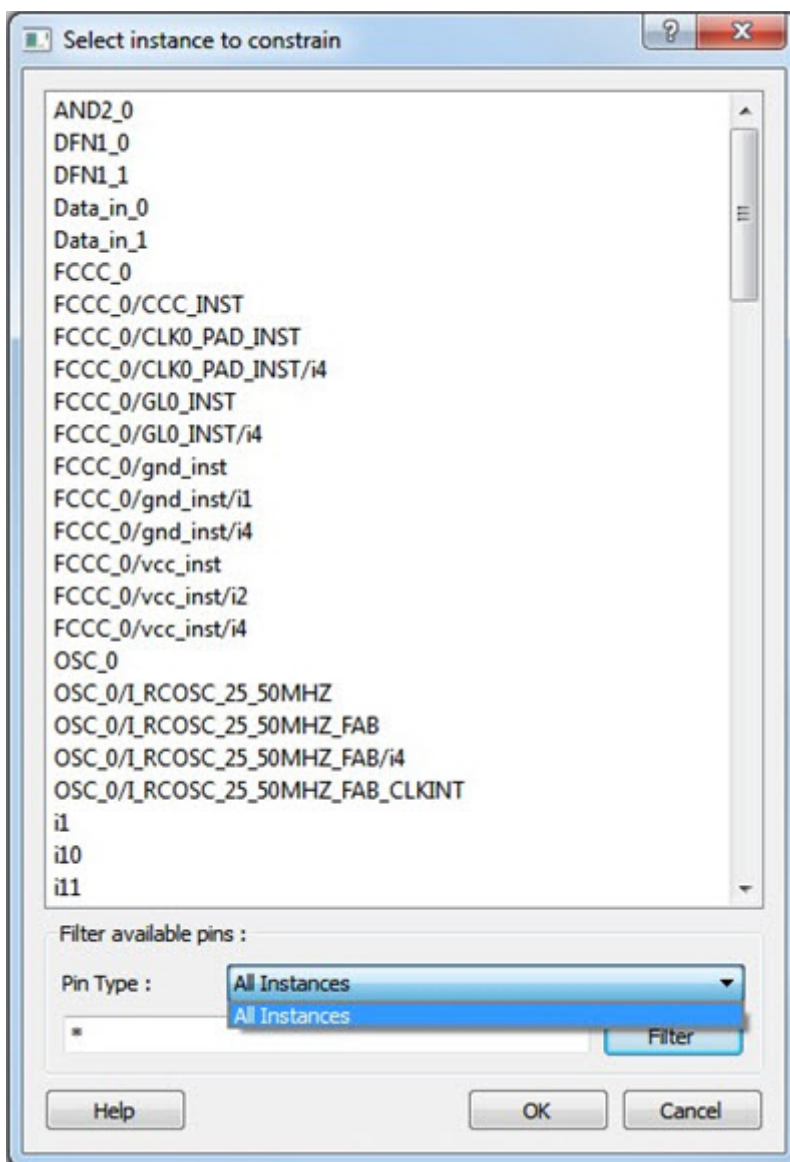 Select instance to constrain
AND2_0
DFN1_0
DFN1_1
Data_in_0
Data_in_1
FCCC_0
FCCC_0/CCC_INST
FCCC_0/CLK0_PAD_INST
FCCC_0/CLK0_PAD_INST/i4
FCCC_0/GL0_INST
FCCC_0/GL0_INST/i4
FCCC_0/gnd_inst
FCCC_0/gnd_inst/i1
FCCC_0/gnd_inst/i4
FCCC_0/vcc_inst
FCCC_0/vcc_inst/i2
FCCC_0/vcc_inst/i4
OSC_0
OSC_0/I_RCOSC_25_50MHZ
OSC_0/I_RCOSC_25_50MHZ_FAB
OSC_0/I_RCOSC_25_50MHZ_FAB/i4
OSC_0/I_RCOSC_25_50MHZ_FAB_CLKINT
i1
i10
i11
Filter available pins :
Pin Type : All Instances
All Instances
* Filter
Help OK Cancel